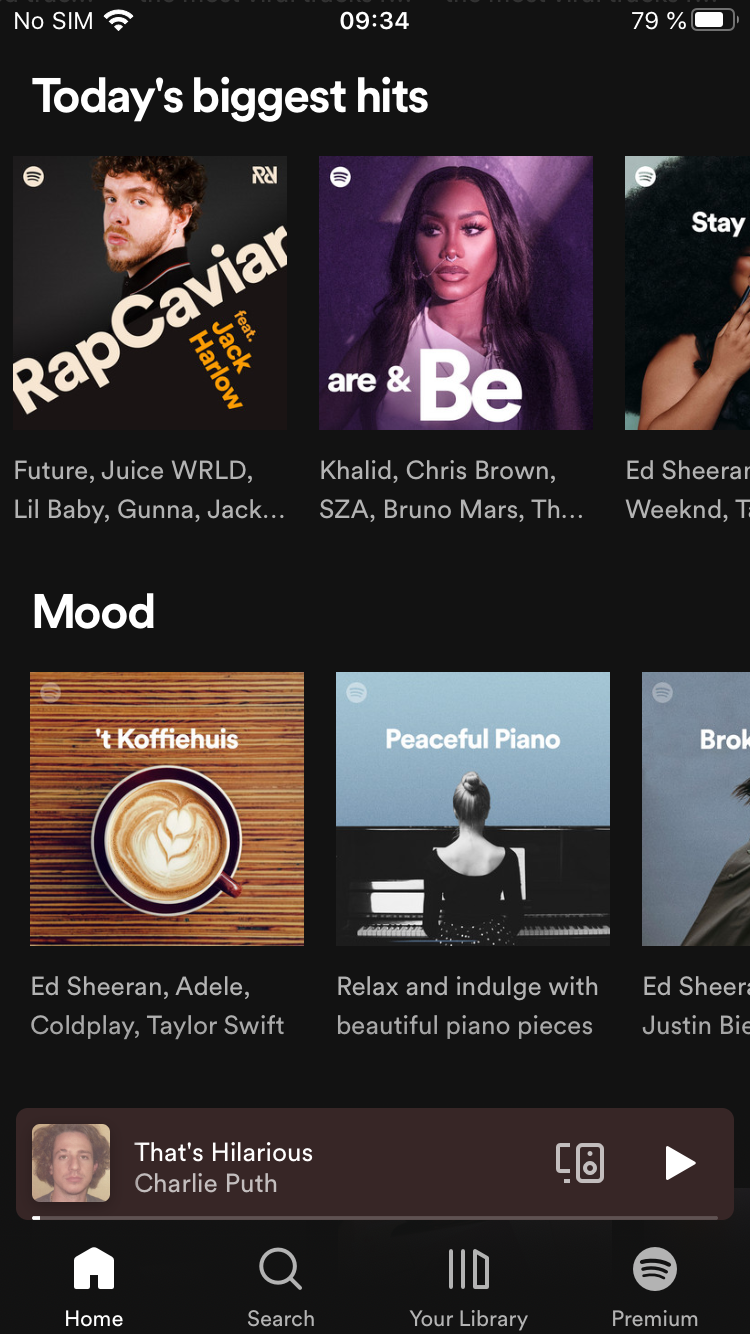 No SIM 09:34 79 %
Today's biggest hits
RapCaviar
feat.
Jack
Harlow
are & Be
Stay
Future, Juice WRLD,
Lil Baby, Gunna, Jack...
Khalid, Chris Brown,
SZA, Bruno Mars, Th...
Ed Sheeran
Weeknd, Ta
Mood
't Koffiehuis
Peaceful Piano
Brok
Ed Sheeran, Adele,
Coldplay, Taylor Swift
Relax and indulge with
beautiful piano pieces
Ed Sheera
Justin Bie
That's Hilarious
Charlie Puth
Home
Search
Your Library
Premium